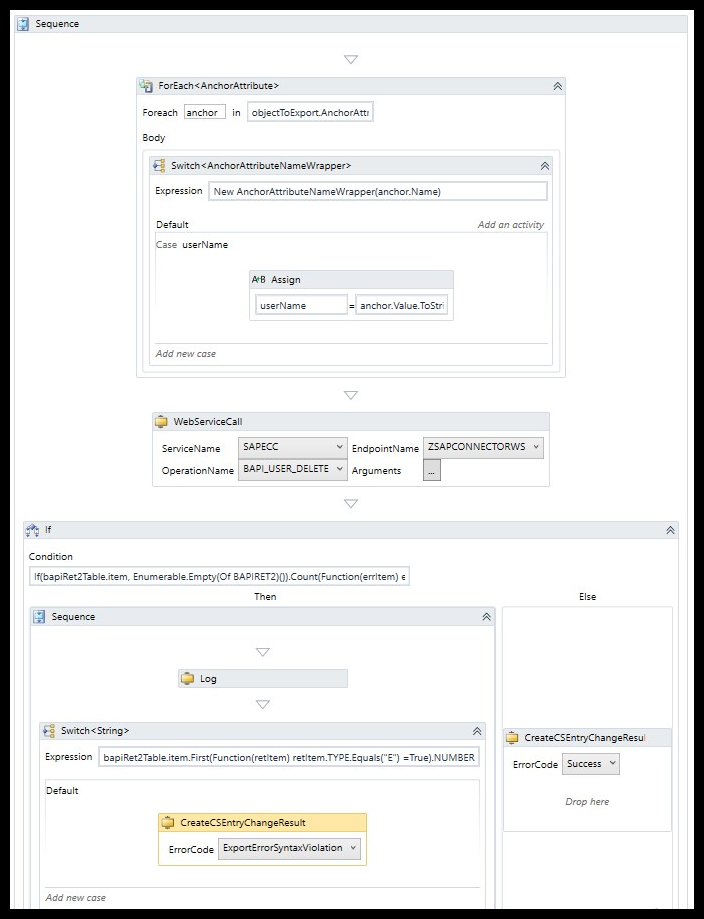 Sequence
ForEach<AnchorAttribute>
Foreach anchor in objectToExport.AnchorAttr
Body
Switch<AnchorAttributeNameWrapper>
Expression New AnchorAttributeNameWrapper(anchor.Name)
Default Add an activity
Case userName
A+B Assign
userName = anchor.Value.ToStri
Add new case
WebServiceCall
ServiceName SAPECC EndpointName ZSAPCONNECTORWS
OperationName BAPI_USER_DELETE Arguments ...
If
Condition
If(bapiRet2Table.item, Enumerable.Empty(Of BAPIRET2)()).Count(Function(errItem) e
Then Else
Sequence
Log
Switch<String>
Expression bapiRet2Table.item.First(Function(retItem) retItem.TYPE.Equals("E") =True).NUMBER
Default
CreateCSEntryChangeResult
ErrorCode ExportErrorSyntaxViolation
Add new case
CreateCSEntryChangeResul
ErrorCode Success
Drop here